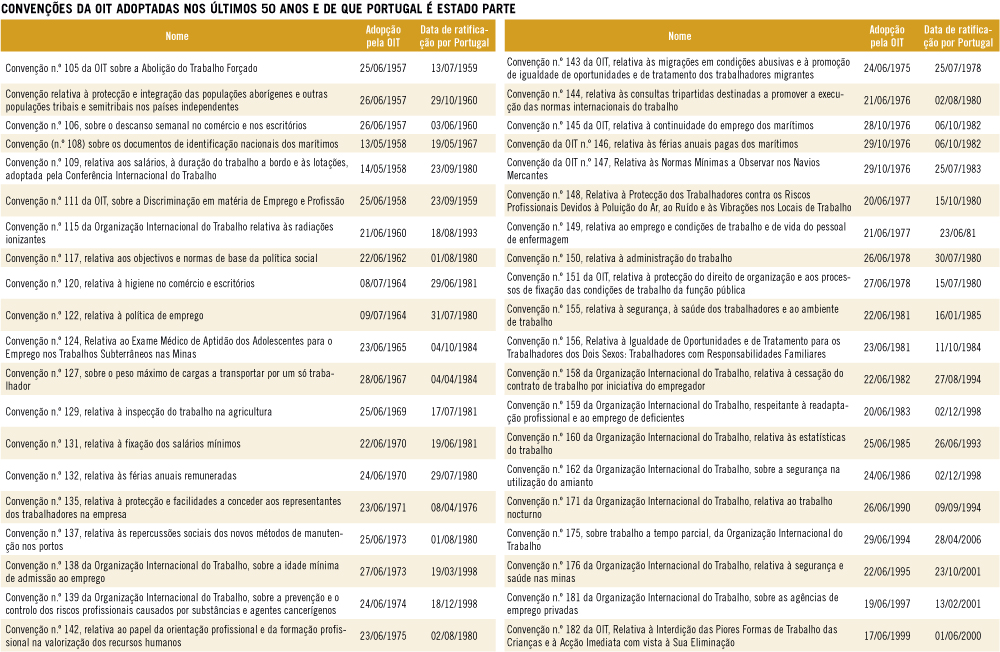 CONVENÇÕES DA OIT ADOPTADAS NOS ÚLTIMOS 50 ANOS E DE QUE PORTUGAL É ESTADO PARTE
Nome
Adopção
pela OIT
Data de ratifica-
ção por Portugal
Convenção n.º 105 da OIT sobre a Abolição do Trabalho Forçado
25/06/1957
13/07/1959
Convenção relativa à protecção e integração das populações aborígenes e outras
populações tribais e semitribais nos países independentes
26/06/1957
29/10/1960
Convenção n.º 106, sobre o descanso semanal no comércio e nos escritórios
26/06/1957
03/06/1960
Convenção (n.º 108) sobre os documentos de identificação nacionais dos marítimos
13/05/1958
19/05/1967
Convenção n.º 109, relativa aos salários, à duração do trabalho a bordo e às lotações,
adoptada pela Conferência Internacional do Trabalho
14/05/1958
23/09/1980
Convenção n.º 111 da OIT, sobre a Discriminação em matéria de Emprego e Profissão
25/06/1958
23/09/1959
Convenção n.º 115 da Organização Internacional do Trabalho relativa às radiações
ionizantes
21/06/1960
18/08/1993
Convenção n.º 117, relativa aos objectivos e normas de base da política social
22/06/1962
01/08/1980
Convenção n.º 120, relativa à higiene no comércio e escritórios
08/07/1964
29/06/1981
Convenção n.º 122, relativa à política de emprego
09/07/1964
31/07/1980
Convenção n.º 124, Relativa ao Exame Médico de Aptidão dos Adolescentes para o
Emprego nos Trabalhos Subterrâneos nas Minas
23/06/1965
04/10/1984
Convenção n.º 127, sobre o peso máximo de cargas a transportar por um só traba-
lhador
28/06/1967
04/04/1984
Convenção n.º 129, relativa à inspecção do trabalho na agricultura
25/06/1969
17/07/1981
Convenção n.º 131, relativa à fixação dos salários mínimos
22/06/1970
19/06/1981
Convenção n.º 132, relativa às férias anuais remuneradas
24/06/1970
29/07/1980
Convenção n.º 135, relativa à protecção e facilidades a conceder aos representantes
dos trabalhadores na empresa
23/06/1971
08/04/1976
Convenção n.º 137, relativa às repercussões sociais dos novos métodos de manuten-
ção nos portos
25/06/1973
01/08/1980
Convenção n.º 138 da Organização Internacional do Trabalho, sobre a idade mínima
de admissão ao emprego
27/06/1973
19/03/1998
Convenção n.º 139 da Organização Internacional do Trabalho, sobre a prevenção e o
controlo dos riscos profissionais causados por substâncias e agentes cancerígenos
24/06/1974
18/12/1998
Convenção n.º 142, relativa ao papel da orientação profissional e da formação profis-
sional na valorização dos recursos humanos
23/06/1975
02/08/1980
Nome
Adopção
pela OIT
Data de ratifica-
ção por Portugal
Convenção n.º 143 da OIT, relativa às migrações em condições abusivas e à promoção
de igualdade de oportunidades e de tratamento dos trabalhadores migrantes
24/06/1975
25/07/1978
Convenção n.º 144, relativa às consultas tripartidas destinadas a promover a execu-
ção das normas internacionais do trabalho
21/06/1976
02/08/1980
Convenção n.º 145 da OIT, relativa à continuidade do emprego dos marítimos
28/10/1976
06/10/1982
Convenção da OIT n.º 146, relativa às férias anuais pagas dos marítimos
29/10/1976
06/10/1982
Convenção da OIT n.º 147, Relativa às Normas Mínimas a Observar nos Navios
Mercantes
29/10/1976
25/07/1983
Convenção n.º 148, Relativa à Protecção dos Trabalhadores contra os Riscos
Profissionais Devidos à Poluição do Ar, ao Ruído e às Vibrações nos Locais de Trabalho
20/06/1977
15/10/1980
Convenção n.º 149, relativa ao emprego e condições de trabalho e de vida do pessoal
de enfermagem
21/06/1977
23/06/81
Convenção n.º 150, relativa à administração do trabalho
26/06/1978
30/07/1980
Convenção n.º 151 da OIT, relativa à protecção do direito de organização e aos proces-
sos de fixação das condições de trabalho da função pública
27/06/1978
15/07/1980
Convenção n.º 155, relativa à segurança, à saúde dos trabalhadores e ao ambiente
de trabalho
22/06/1981
16/01/1985
Convenção n.º 156, Relativa à Igualdade de Oportunidades e de Tratamento para os
Trabalhadores dos Dois Sexos: Trabalhadores com Responsabilidades Familiares
23/06/1981
11/10/1984
Convenção n.º 158 da Organização Internacional do Trabalho, relativa à cessação do
contrato de trabalho por iniciativa do empregador
22/06/1982
27/08/1994
Convenção n.º 159 da Organização Internacional do Trabalho, respeitante à readapta-
ção profissional e ao emprego de deficientes
20/06/1983
02/12/1998
Convenção n.º 160 da Organização Internacional do Trabalho, relativa às estatísticas
do trabalho
25/06/1985
26/06/1993
Convenção n.º 162 da Organização Internacional do Trabalho, sobre a segurança na
utilização do amianto
24/06/1986
02/12/1998
Convenção n.º 171 da Organização Internacional do Trabalho, relativa ao trabalho
nocturno
26/06/1990
09/09/1994
Convenção n.º 175, sobre trabalho a tempo parcial, da Organização Internacional do
Trabalho
29/06/1994
28/04/2006
Convenção n.º 176 da Organização Internacional do Trabalho, relativa à segurança e
saúde nas minas
22/06/1995
23/10/2001
Convenção n.º 181 da Organização Internacional do Trabalho, sobre as agências de
emprego privadas
19/06/1997
13/02/2001
Convenção n.º 182 da OIT, Relativa à Interdição das Piores Formas de Trabalho das
Crianças e à Acção Imediata com vista à Sua Eliminação
17/06/1999
01/06/2000